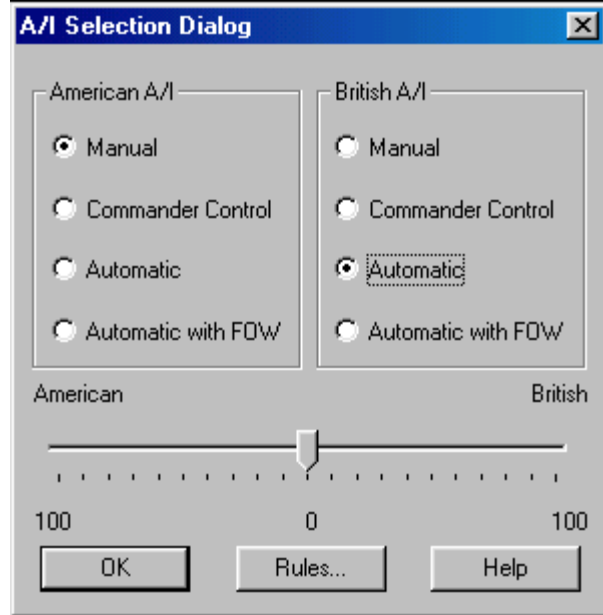 A/I Selection Dialog
American A/I British A/I
Manual Manual
Commander Control Commander Control
Automatic Automatic
Automatic with FOW Automatic with FOW
American British
100 0 100
OK Rules... Help